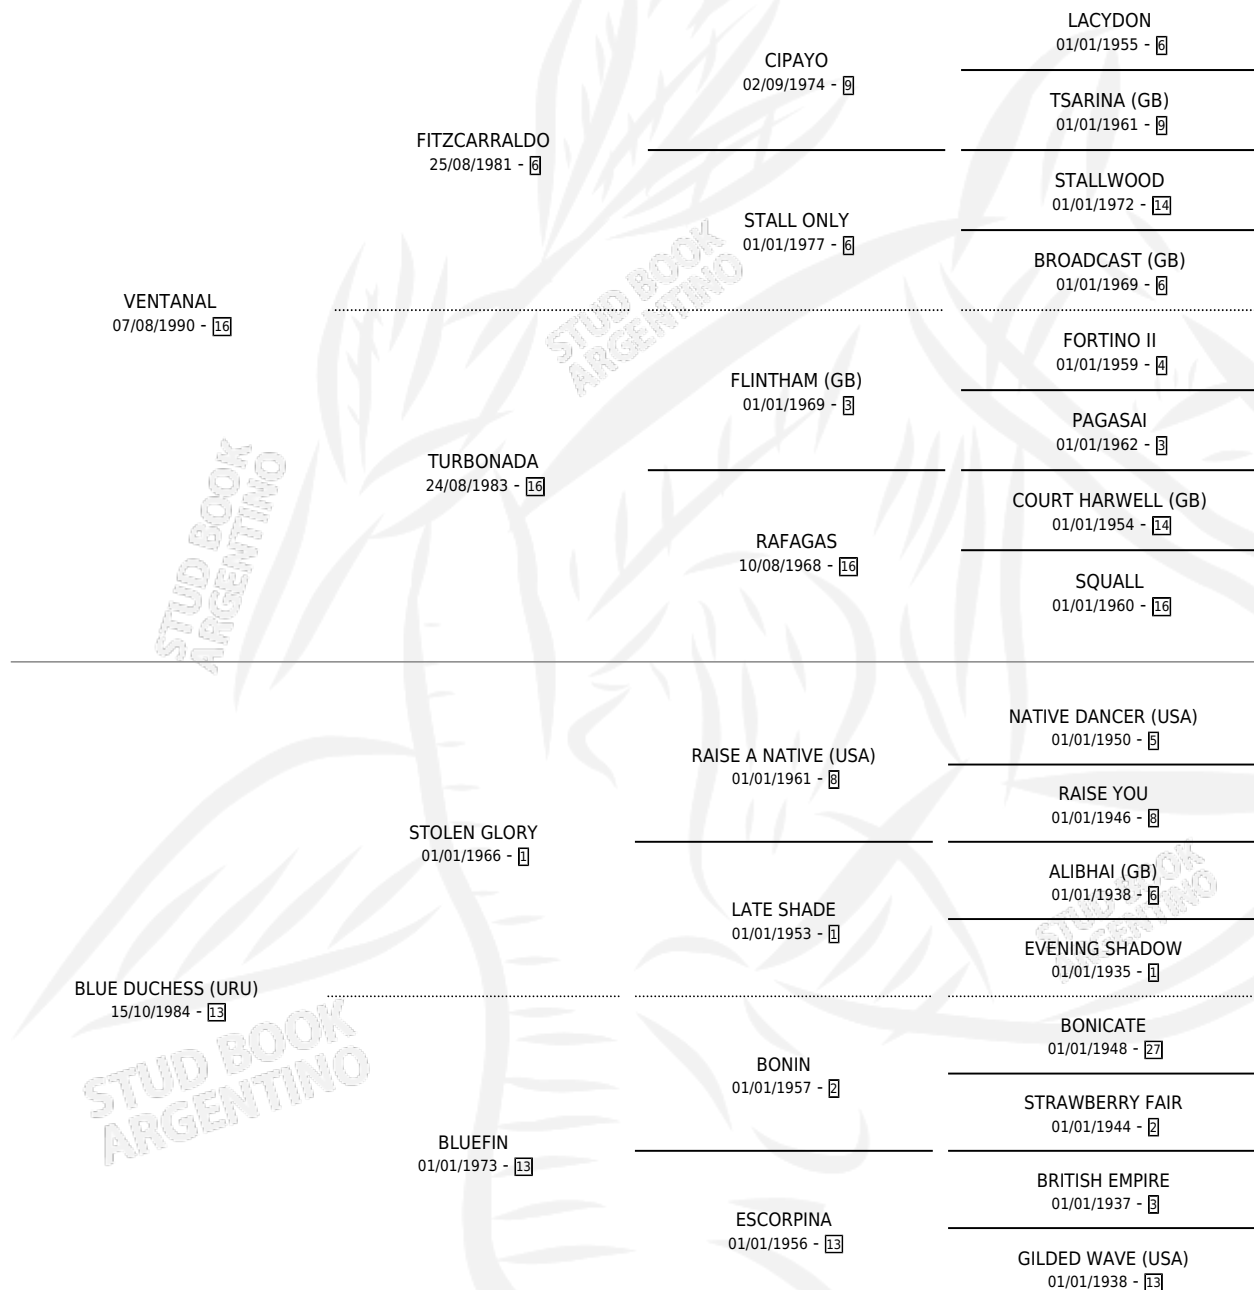 LACYDON
01/01/1955 - 6
CIPAYO
02/09/1974 - 9
TSARINA (GB)
01/01/1961 - 9
FITZCARRALDO
25/08/1981 - 6
STALLWOOD
01/01/1972 - 14
STALL ONLY
01/01/1977 - 6
BROADCAST (GB)
01/01/1969 - 6
VENTANAL
07/08/1990 - 16
FORTINO II
01/01/1959 - 4
FLINTHAM (GB)
01/01/1969 - 3
PAGASAI
01/01/1962 - 3
TURBONADA
24/08/1983 - 16
COURT HARWELL (GB)
01/01/1954 - 14
RAFAGAS
10/08/1968 - 16
SQUALL
01/01/1960 - 16
NATIVE DANCER (USA)
01/01/1950 - 5
RAISE A NATIVE (USA)
01/01/1961 - 8
RAISE YOU
01/01/1946 - 8
STOLEN GLORY
01/01/1966 - 1
ALIBHAI (GB)
01/01/1938 - 6
LATE SHADE
01/01/1953 - 1
EVENING SHADOW
01/01/1935 - 1
BLUE DUCHESS (URU)
15/10/1984 - 13
BONICATE
01/01/1948 - 27
BONIN
01/01/1957 - 2
STRAWBERRY FAIR
01/01/1944 - 2
BLUEFIN
01/01/1973 - 13
BRITISH EMPIRE
01/01/1937 - 3
ESCORPINA
01/01/1956 - 13
GILDED WAVE (USA)
01/01/1938 - 13
STUD BOOK
ARGENTINO
STUD BOOK
ARGENTINO
STUD BOOK
ARGENTINO
STUD BOOK
ARGENTINO